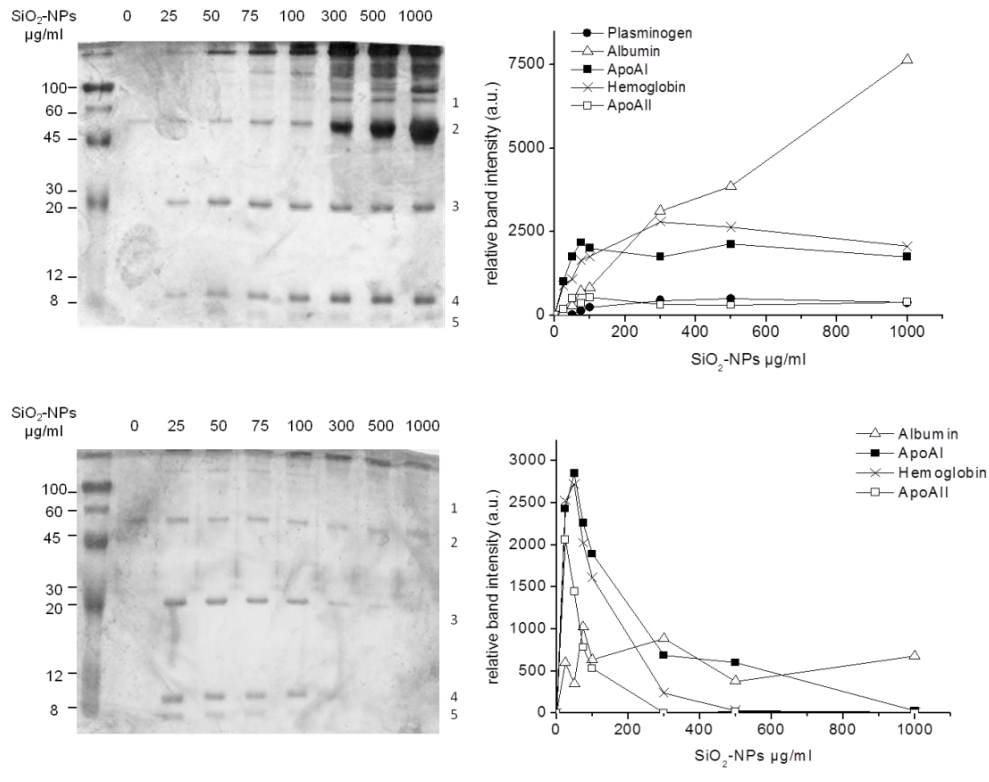 SiO2-NPs 0 25 50 75 100 300 500 1000
µg/ml
100
60
45
30
20
12
8
1
2
3
4
5
Plasminogen
Albumin
ApoAI
Hemoglobin
ApoAII
relative band intensity (a.u.)
7500
5000
2500
0
0 200 400 600 800 1000
SiO2-NPs µg/ml
SiO2-NPs
µg/ml
0 25 50 75 100 300 500 1000
100
60
45
30
20
12
8
1
2
3
4
5
Albumin
ApoAI
Hemoglobin
ApoAII
relative band intensity (a.u.)
3000
2500
2000
1500
1000
500
0
0 200 400 600 800 1000
SiO2-NPs µg/ml